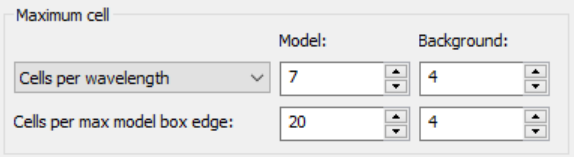 Maximum cell
Model: Background:
Cells per wavelength 7 4
Cells per max model box edge: 20 4